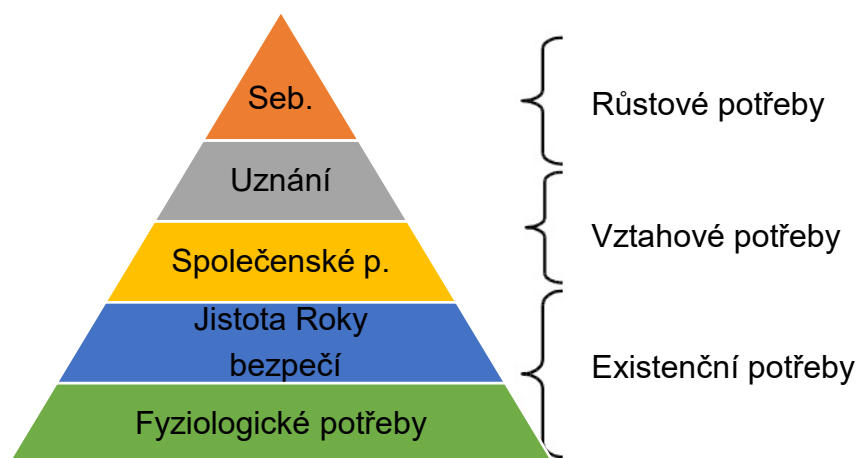 Seb.
Uznání
Společenské p.
Jistota Roky
bezpečí
Fyziologické potřeby
Růstové potřeby
Vztahové potřeby
Existenční potřeby